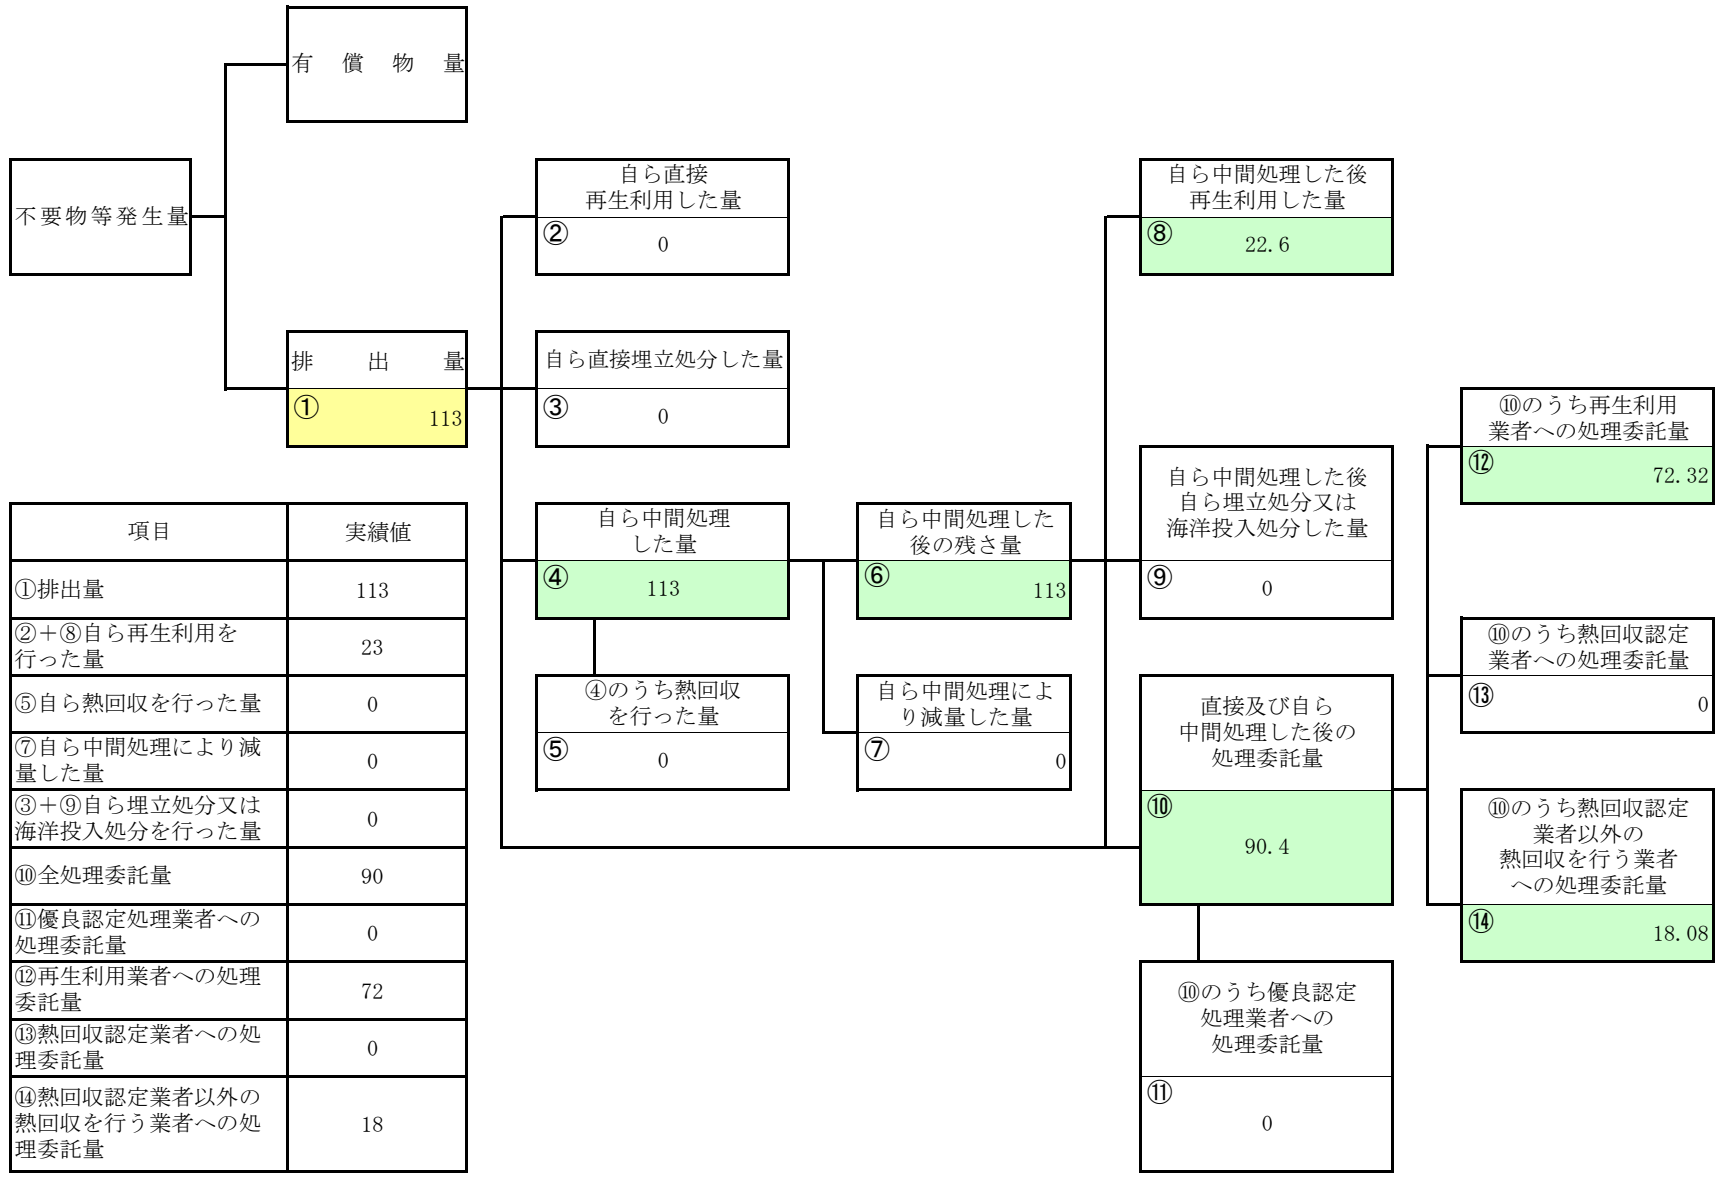 有償物量
不要物等発生量
排出量
①
113
自ら直接
再生利用した量
②
0
自ら直接埋立処分した量
③
0
自ら中間処理
した量
④
113
④のうち熱回収
を行った量
⑤
0
自ら中間処理した
後の残さ量
⑥
113
自ら中間処理によ
り減量した量
⑦
0
自ら中間処理した後
再生利用した量
⑧
22.6
自ら中間処理した後
自ら埋立処分又は
海洋投入処分した量
⑨
0
直接及び自ら
中間処理した後の
処理委託量
⑩
90.4
⑩のうち優良認定
処理業者への
処理委託量
⑪
0
⑩のうち再生利用
業者への処理委託量
⑫
72.32
⑩のうち熱回収認定
業者への処理委託量
⑬
0
⑩のうち熱回収認定
業者以外の
熱回収を行う業者
への処理委託量
⑭
18.08
項目
実績値
①排出量
113
②+⑧自ら再生利用を
行った量
23
⑤自ら熱回収を行った量
0
⑦自ら中間処理により減
量した量
0
③+⑨自ら埋立処分又は
海洋投入処分を行った量
0
⑩全処理委託量
90
⑪優良認定処理業者への
処理委託量
0
⑫再生利用業者への処理
委託量
72
⑬熱回収認定業者への処
理委託量
0
⑭熱回収認定業者以外の
熱回収を行う業者への処
理委託量
18